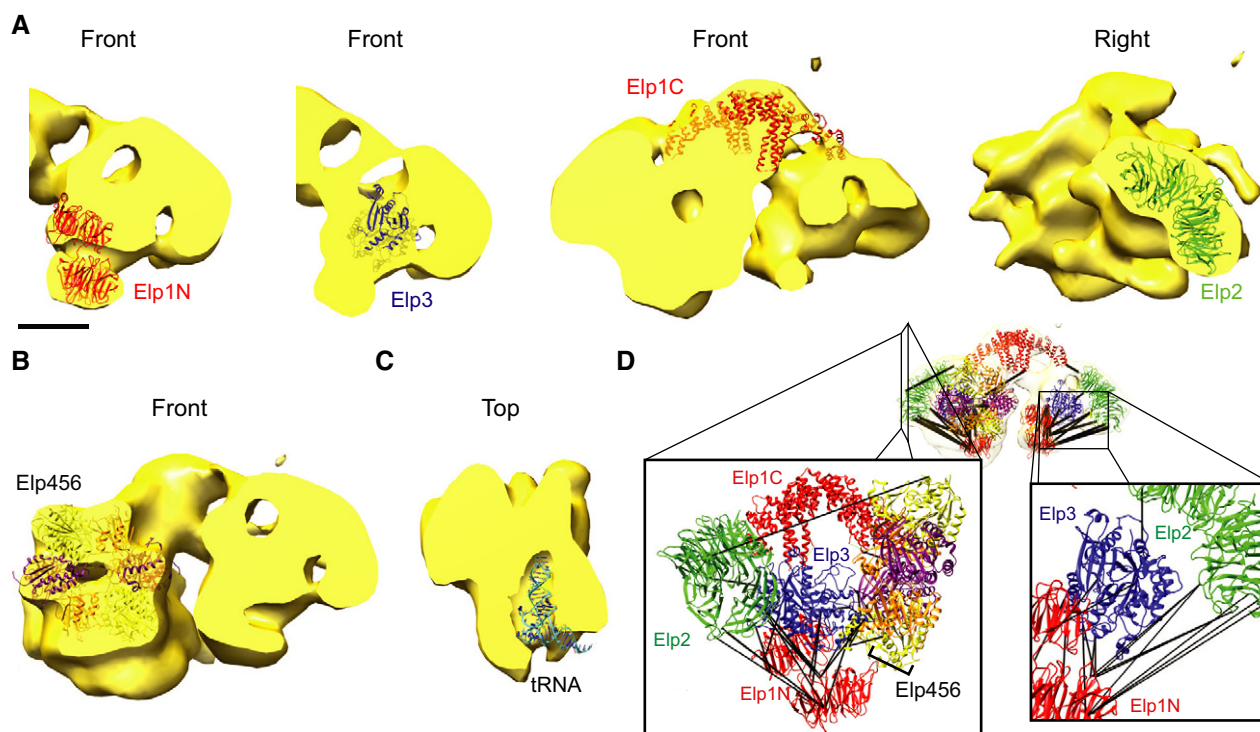 A
Front
Front
Front
Right
Elp1N
Elp3
Elp1C
Elp2
B
C
D
Front
Top
Elp456
tRNA
Elp1C
Elp3
Elp2
Elp1N
Elp456
Elp3
Elp2
Elp1N